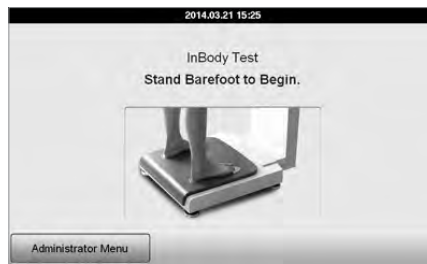 2014.03.21 15:25
InBody Test
Stand Barefoot to Begin.
Administrator Menu